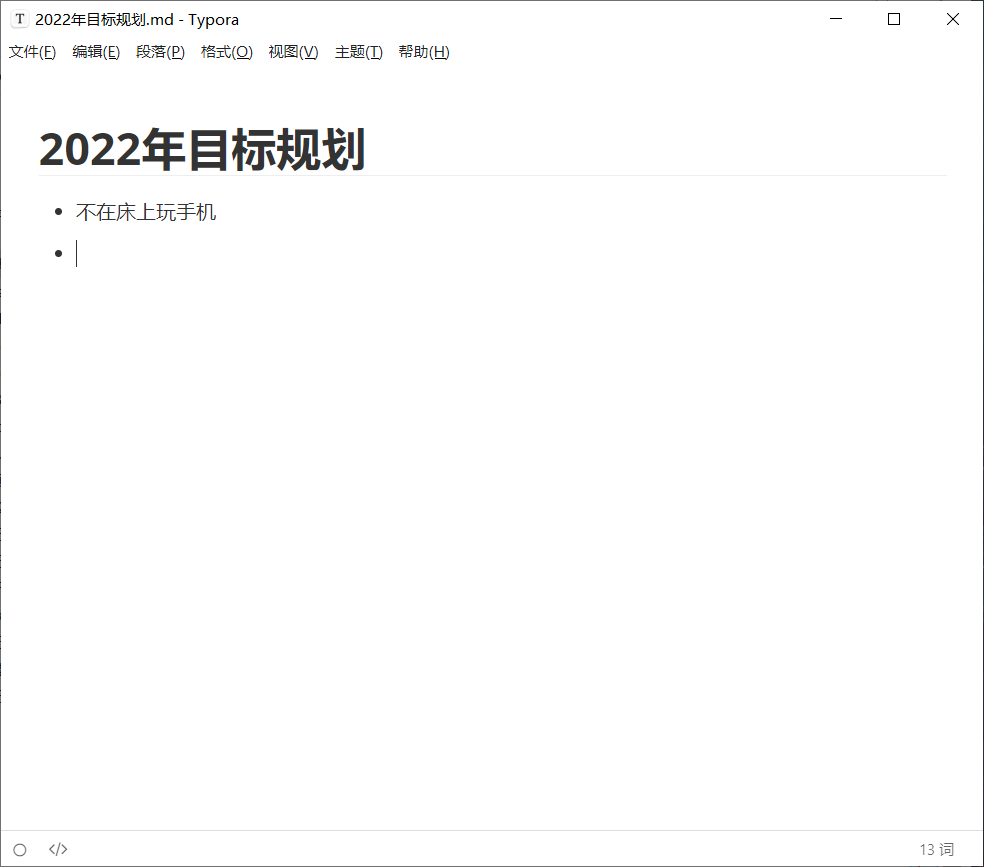 T 2022年目标规划.md - Typora
文件(F) 编辑(E) 段落(P) 格式(O) 视图(V) 主题(T) 帮助(H)
2022年目标规划
不在床上玩手机
</> 13 词